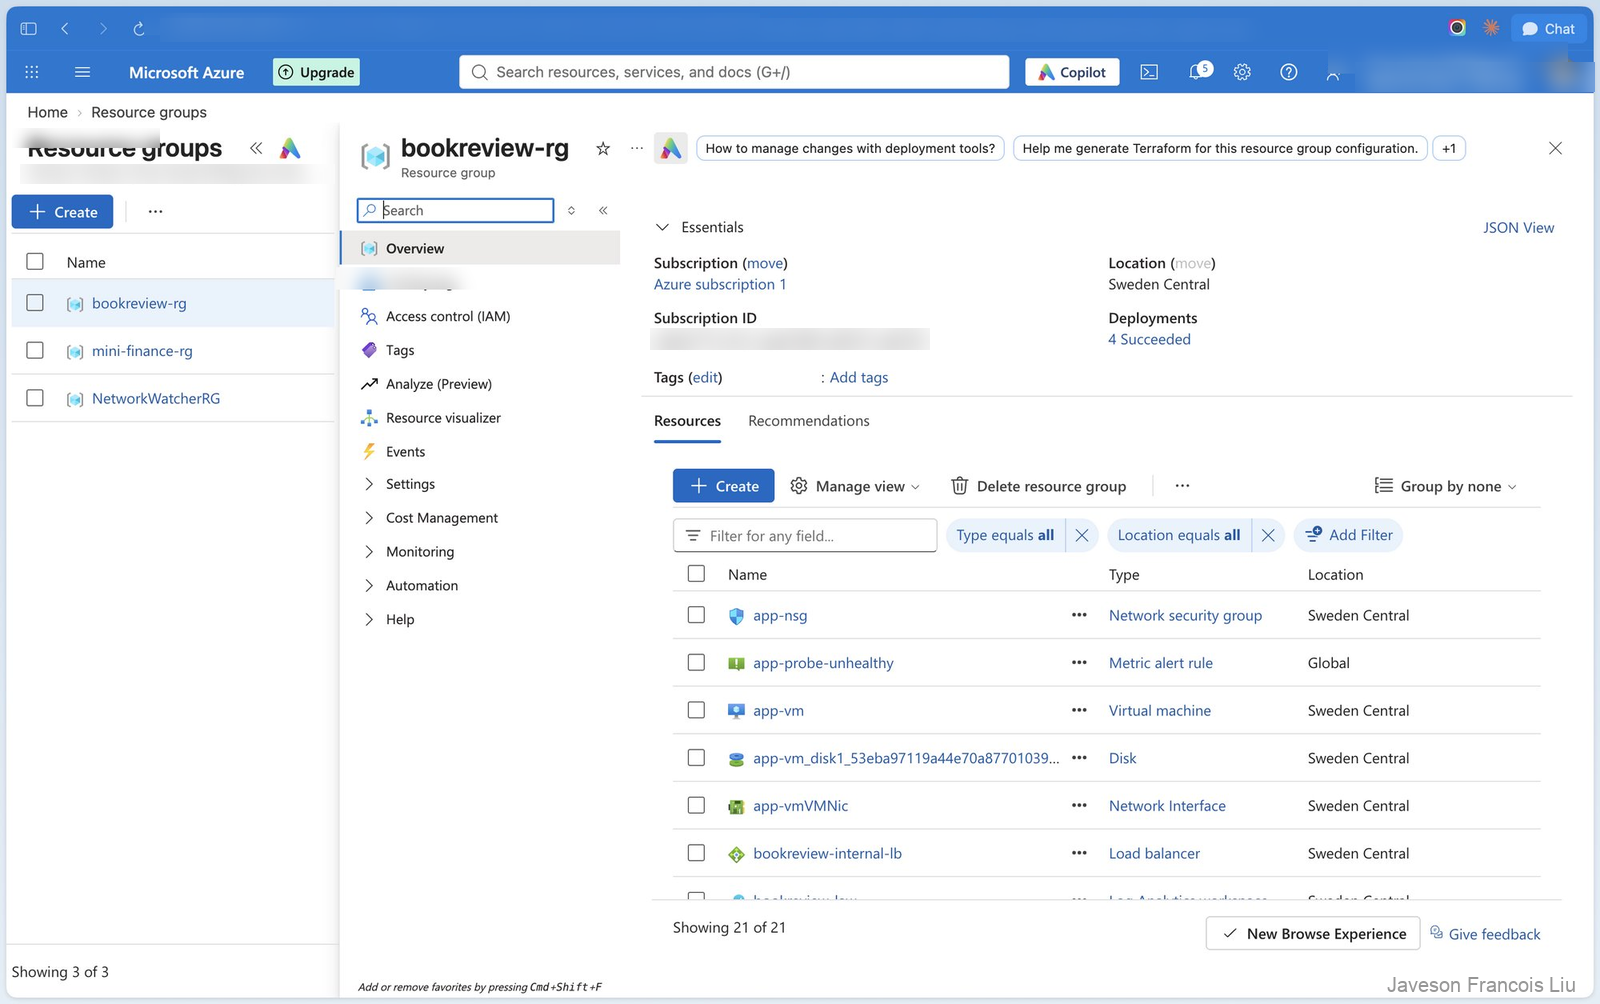 Chat
Microsoft Azure
Upgrade
Search resources, services, and docs (G+/)
Copilot
5
Home > Resource groups
Resource groups
Create
Name
bookreview-rg
mini-finance-rg
NetworkWatcherRG
Showing 3 of 3
bookreview-rg
Resource group
Search
Overview
Access control (IAM)
Tags
Analyze (Preview)
Resource visualizer
Events
Settings
Cost Management
Monitoring
Automation
Help
Add or remove favorites by pressing Cmd+Shift+F
How to manage changes with deployment tools?
Help me generate Terraform for this resource group configuration.
+1
Essentials
JSON View
Subscription (move)
Azure subscription 1
Subscription ID
Location (move)
Sweden Central
Deployments
4 Succeeded
Tags (edit) : Add tags
Resources Recommendations
Create Manage view Delete resource group ... Group by none
Filter for any field... Type equals all Location equals all Add Filter
Name Type Location
app-nsg ... Network security group Sweden Central
app-probe-unhealthy ... Metric alert rule Global
app-vm ... Virtual machine Sweden Central
app-vm_disk1_53eba97119a44e70a87701039... ... Disk Sweden Central
app-vmVMNic ... Network Interface Sweden Central
bookreview-internal-lb ... Load balancer Sweden Central
Showing 21 of 21
New Browse Experience
Give feedback
Javeson Francois Liu